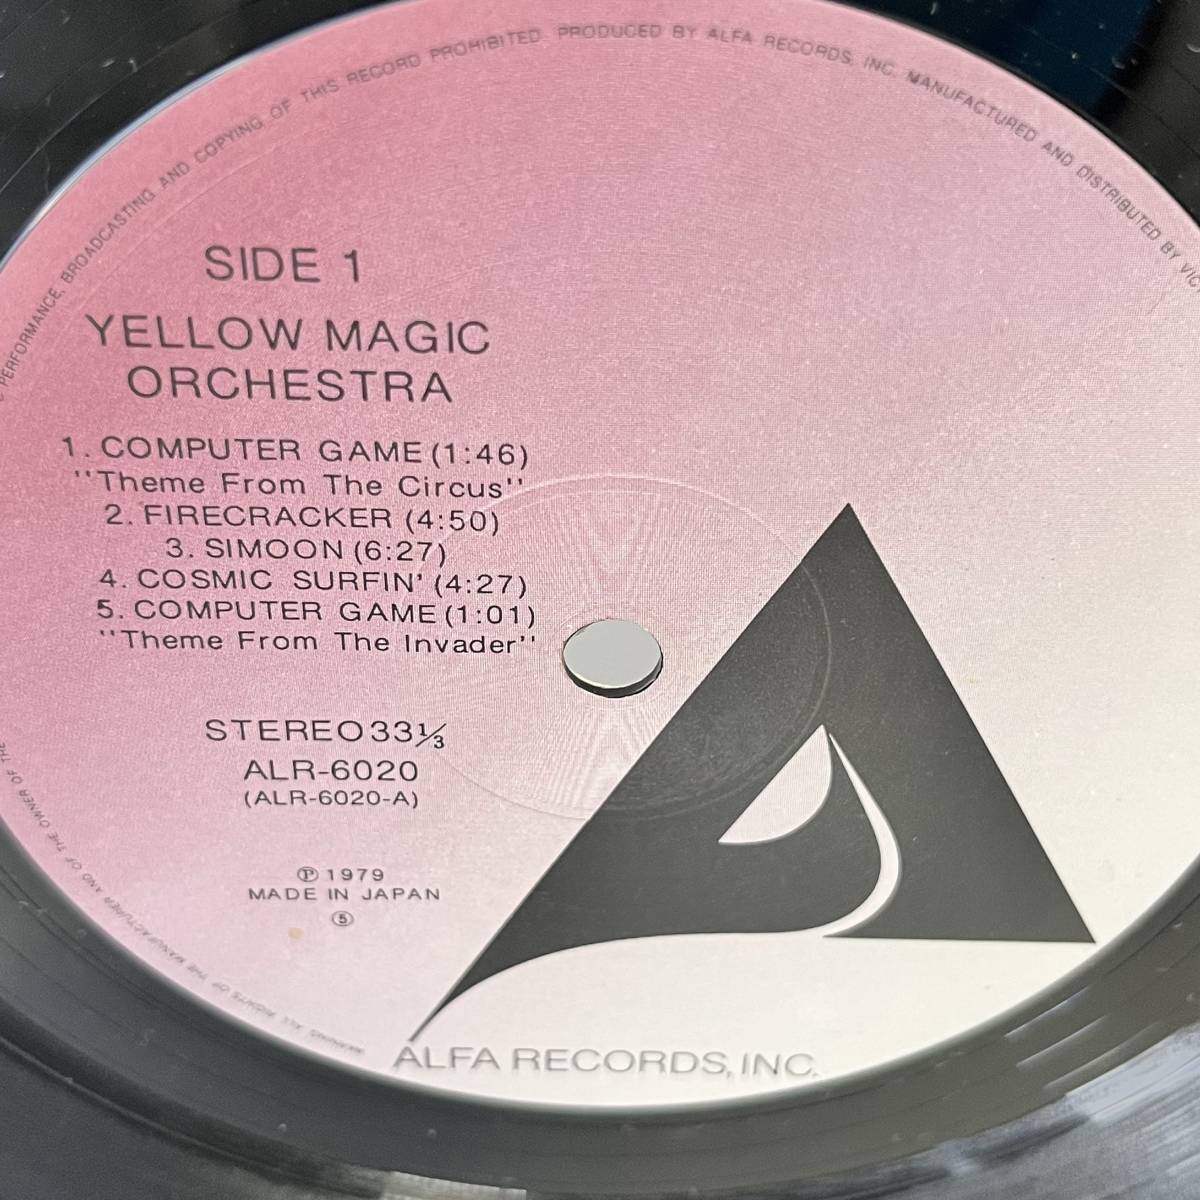 PERFORMANCE, BROADCASTING AND COPYING OF THIS RECORD PROHIBITED. PRODUCED BY ALFA RECORDS, INC. MANUFACTURED AND DISTRIBUTED BY VICT
SIDE 1
YELLOW MAGIC
ORCHESTRA
1. COMPUTER GAME (1:46)
"Theme From The Circus"
2. FIRECRACKER (4:50)
3. SIMOON (6:27)
4. COSMIC SURFIN' (4:27)
5. COMPUTER GAME (1:01)
"Theme From The Invader"
STEREO 33⅓
ALR-6020
(ALR-6020-A)
Ⓟ 1979
MADE IN JAPAN
⑤
WARNING. ALL RIGHTS OF THE MANUFACTURER AND OF THE OWNER OF THE
ALFA RECORDS, INC.